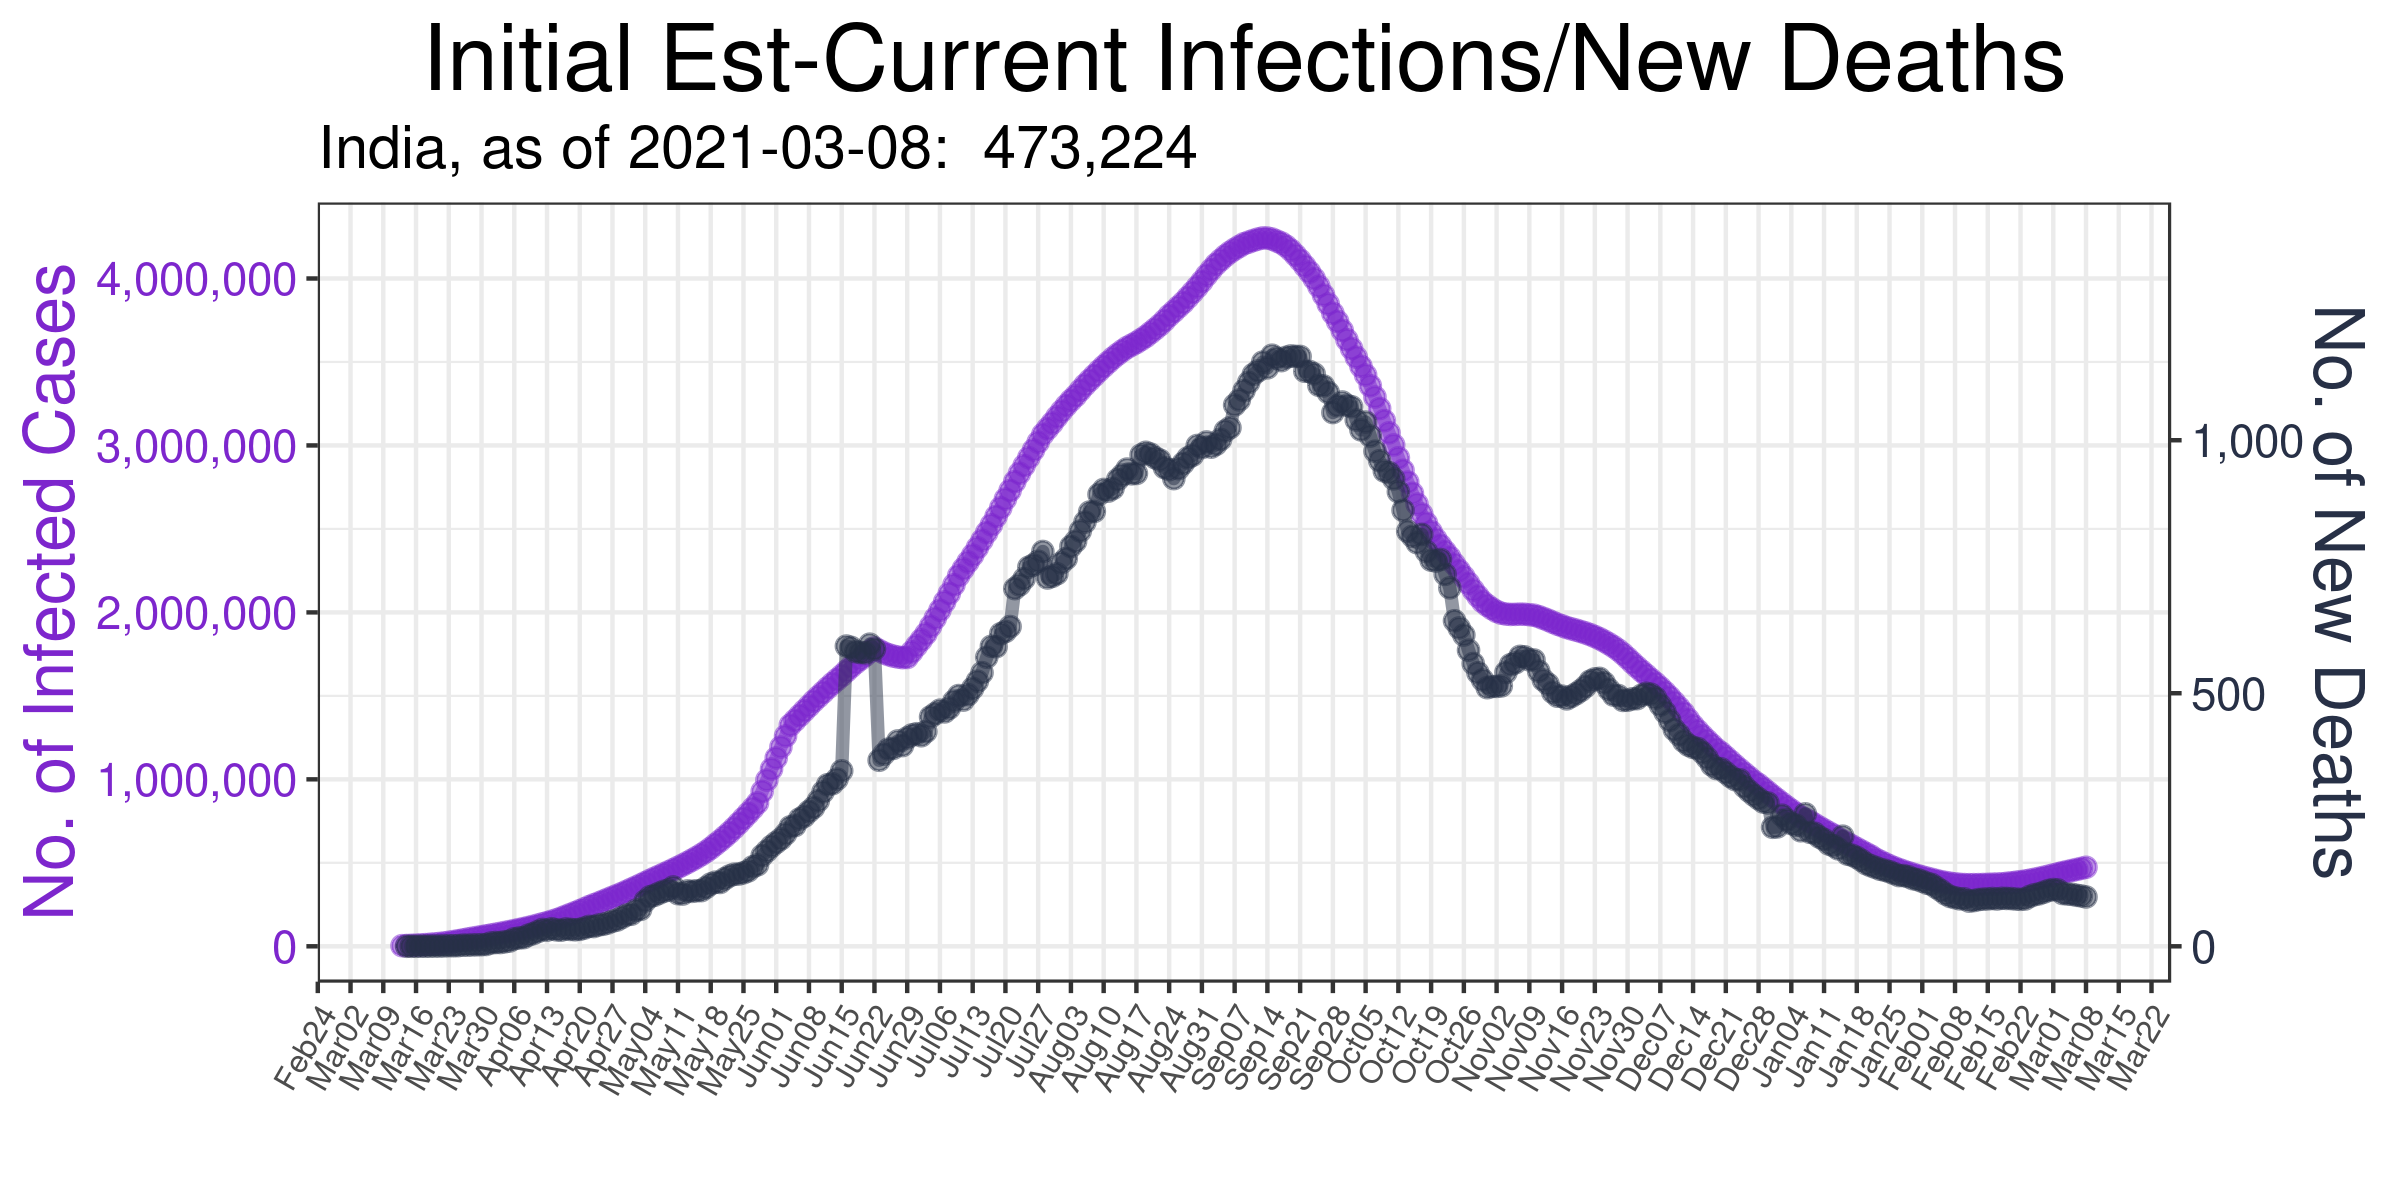 Initial Est-Current Infections/New Deaths
India, as of 2021-03-08:  473,224
No. of Infected Cases
4,000,000
3,000,000
2,000,000
1,000,000
0
1,000
500
0
No. of New Deaths
Feb24
Mar02
Mar09
Mar16
Mar23
Mar30
Apr06
Apr13
Apr20
Apr27
May04
May11
May18
May25
Jun01
Jun08
Jun15
Jun22
Jun29
Jul06
Jul13
Jul20
Jul27
Aug03
Aug10
Aug17
Aug24
Aug31
Sep07
Sep14
Sep21
Sep28
Oct05
Oct12
Oct19
Oct26
Nov02
Nov09
Nov16
Nov23
Nov30
Dec07
Dec14
Dec21
Dec28
Jan04
Jan11
Jan18
Jan25
Feb01
Feb08
Feb15
Feb22
Mar01
Mar08
Mar15
Mar22